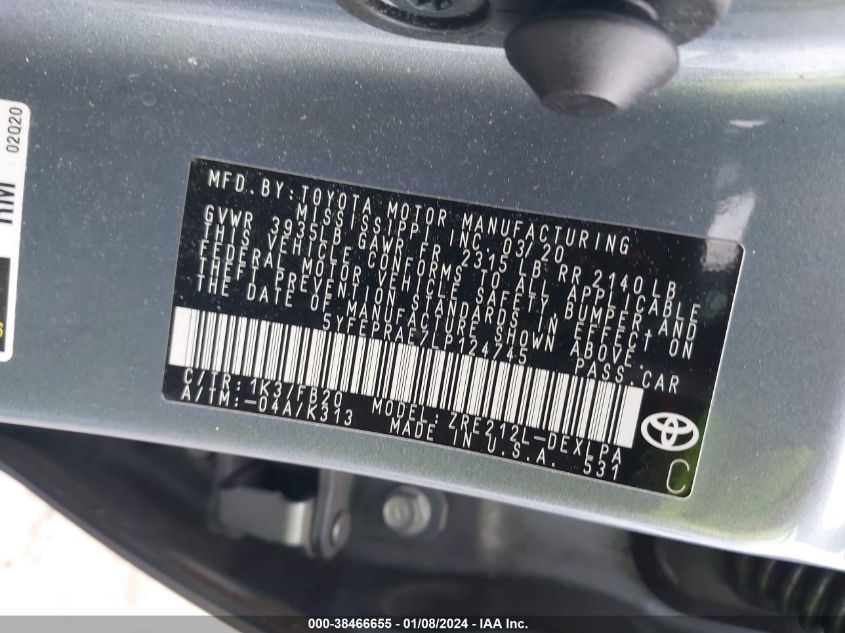 RM
02020
MFD. BY: TOYOTA MOTOR MANUFACTURING
MISSISSIPPI, INC. 03/20
GVWR 3935LB GAWR FR 2315 LB RR 2140 LB
THIS VEHICLE CONFORMS TO ALL APPLICABLE
FEDERAL MOTOR VEHICLE SAFETY, BUMPER, AND
THEFT PREVENTION STANDARDS IN EFFECT ON
THE DATE OF MANUFACTURE SHOWN ABOVE.
5YFEPRAE7LP124745 PASS. CAR
C/TR: 1K3/FB20 MODEL: ZRE212L-DEXLPA
A/TM: -04A/K313 MADE IN U.S.A. 531
C
000-38466655 — 01/08/2024 — IAA Inc.